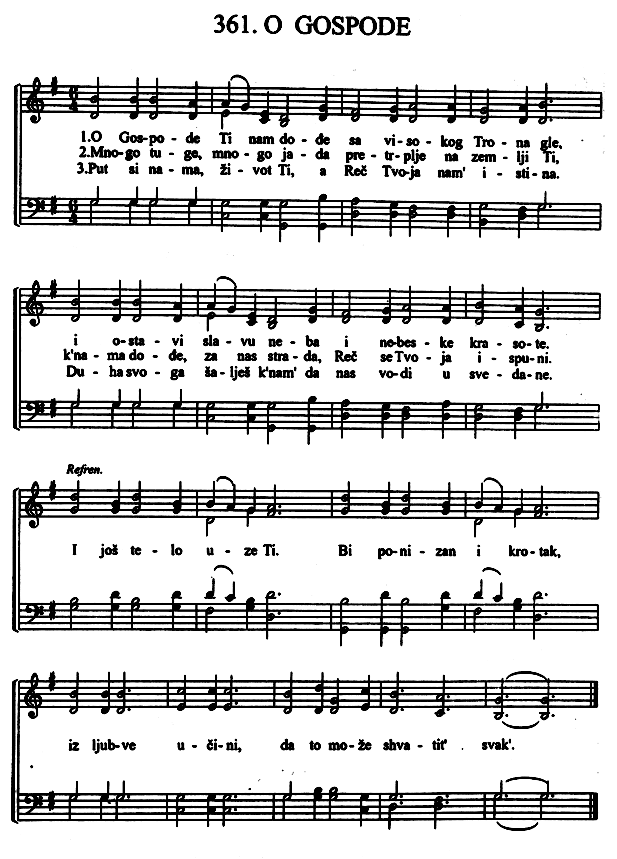 361. O GOSPODE
1.O Gos-po - de Ti nam do - đe sa vi - so - kog Tro - na gle,
2.Mno-go tu - ge, mno - go ja - da pre - tr - plje na zem - lji Ti,
3.Put si na - ma, ži - vot Ti, a Reč Tvo-ja nam' i - sti-na.
i o-sta - vi sla - vu ne - ba i ne-bes - ke kra - so-te.
k'na - ma do - đe, za nas stra - da, Reč se Tvo - ja i - spu - ni.
Du - ha svo - ga ša - lješ k'nam' da nas vo - di u sve - da - ne.
Refren.
I još te - lo u - ze Ti. Bi po-ni - zan i kro - tak,
iz ljub-ve u - či - ni, da to mo-že shva - tit' svak'.